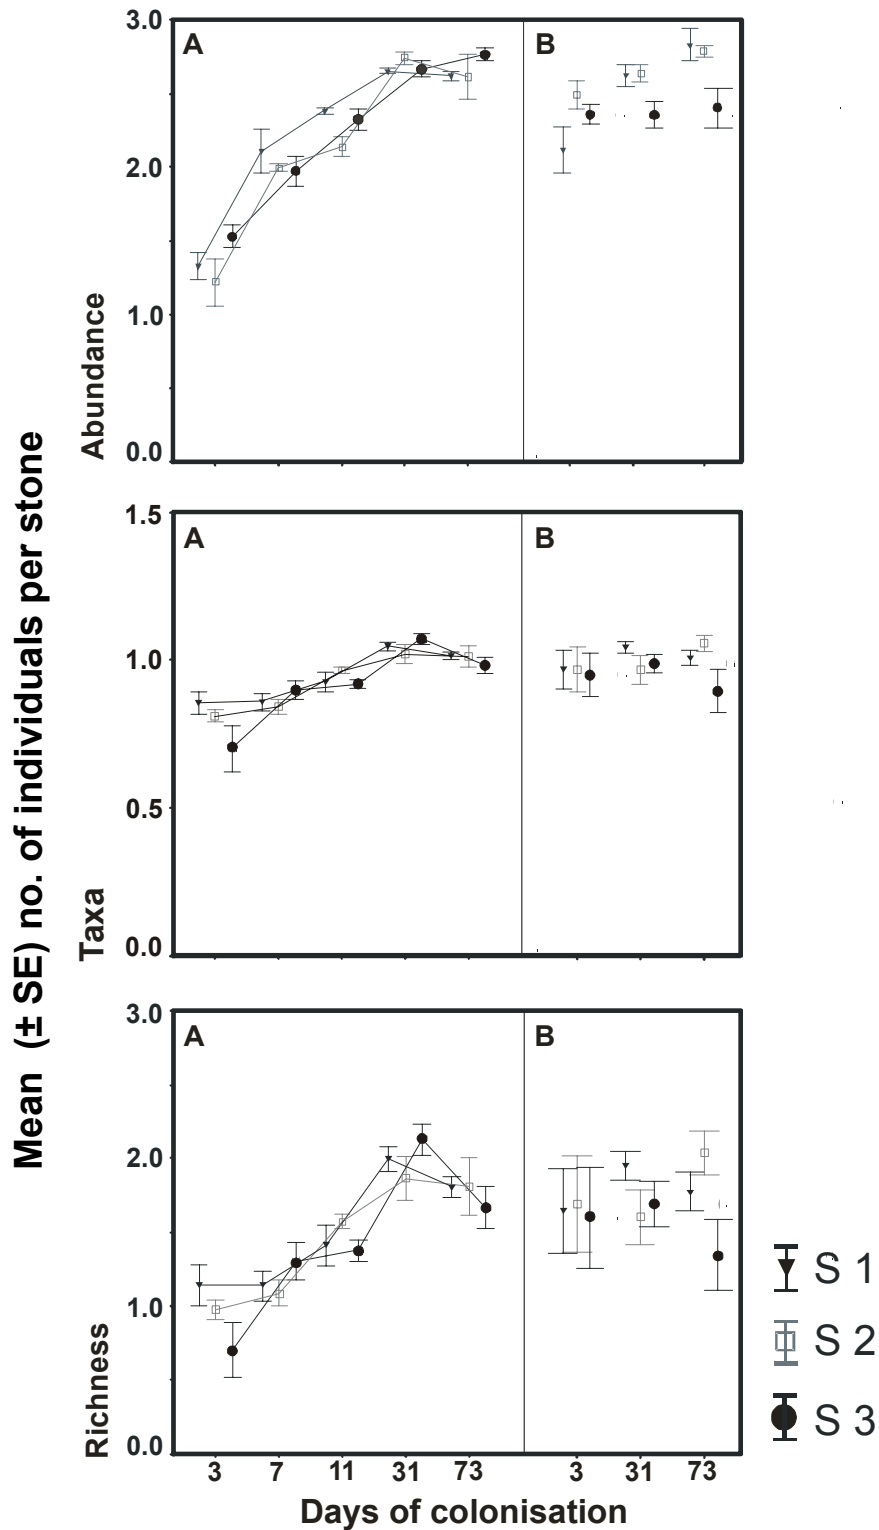 Mean (± SE) no. of individuals per stone
Abundance
3.0
2.0
1.0
0.0
A
B
Taxa
1.5
1.0
0.5
0.0
A
B
Richness
3.0
2.0
1.0
0.0
A
B
3 7 11 31 73 3 31 73
Days of colonisation
S 1
S 2
S 3